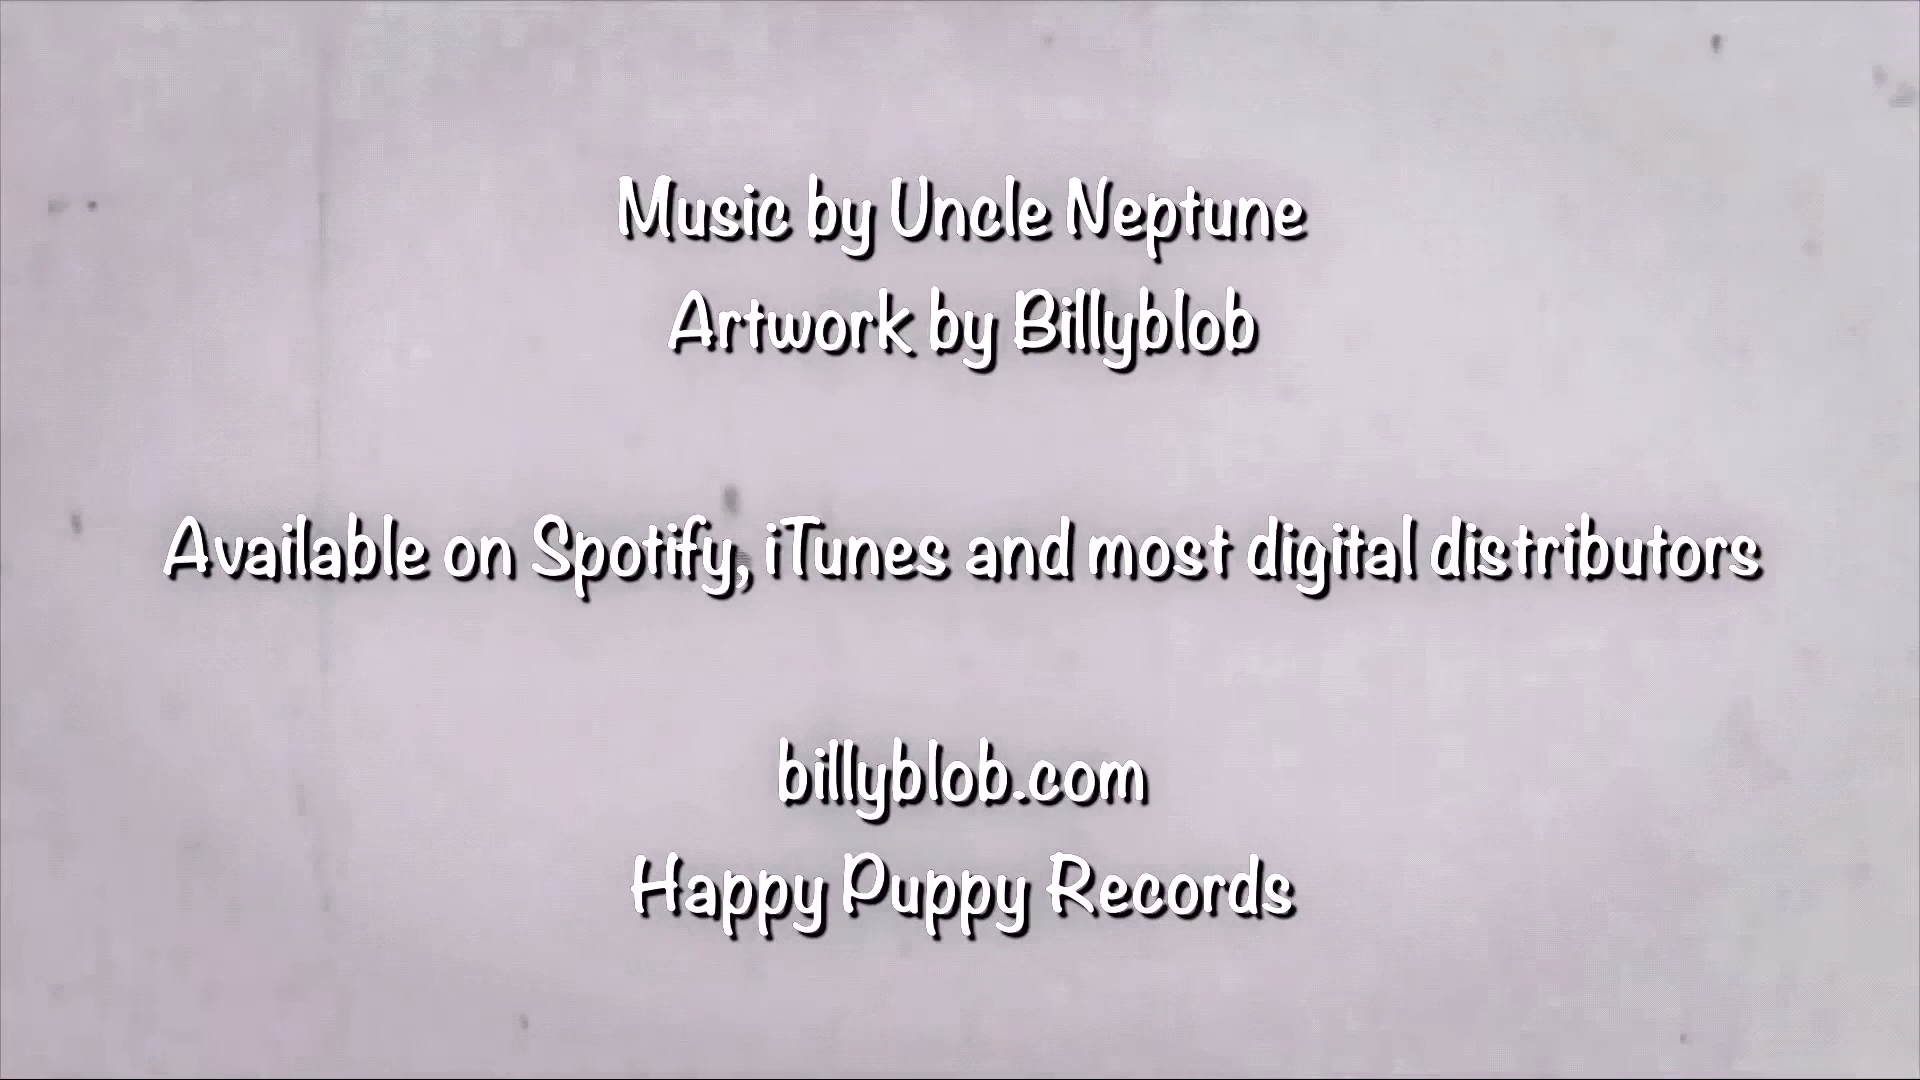 Music by Uncle Neptune
Artwork by Billyblob
Available on Spotify, iTunes and most digital distributors
billyblob.com
Happy Puppy Records